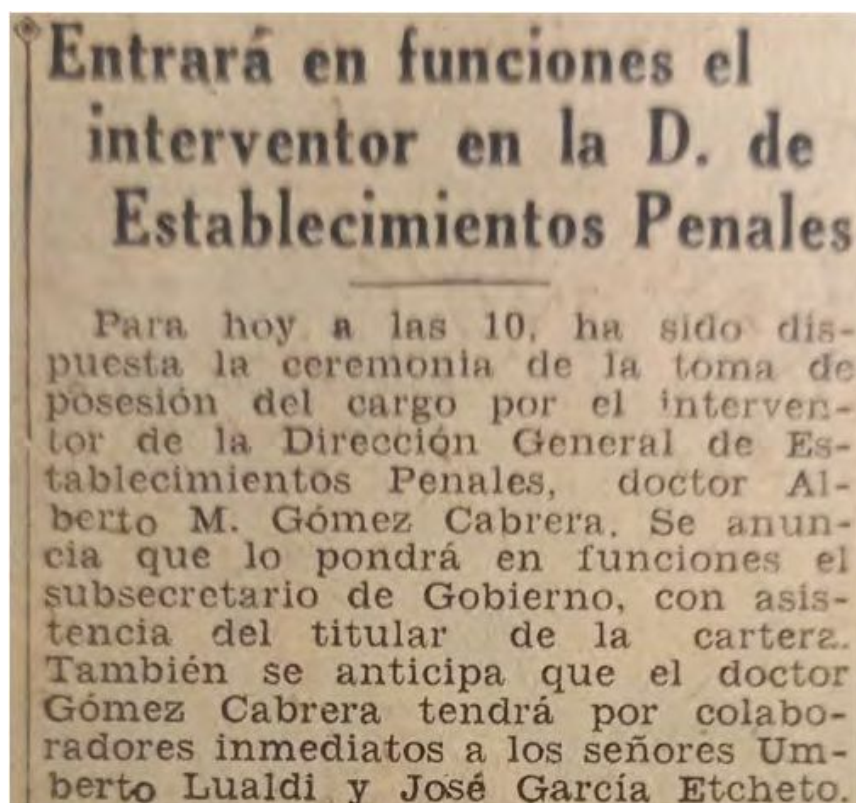 Entrará en funciones el
interventor en la D. de
Establecimientos Penales
Para hoy a las 10, ha sido dis-
puesta la ceremonia de la toma de
posesión del cargo por el interven-
tor de la Dirección General de Es-
tablecimientos Penales, doctor Al-
berto M. Gómez Cabrera. Se anun-
cia que lo pondrá en funciones el
subsecretario de Gobierno, con asis-
tencia del titular de la cartera.
También se anticipa que el doctor
Gómez Cabrera tendrá por colabo-
radores inmediatos a los señores Um-
berto Lualdi y José García Etcheto.